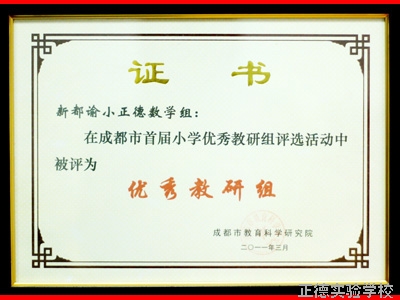 证 书
新都谕小正德数学组：
在成都市首届小学优秀教研组评选活动中
被评为
优秀教研组
成都市教育科学研究院
二〇一一年三月
正德实验学校